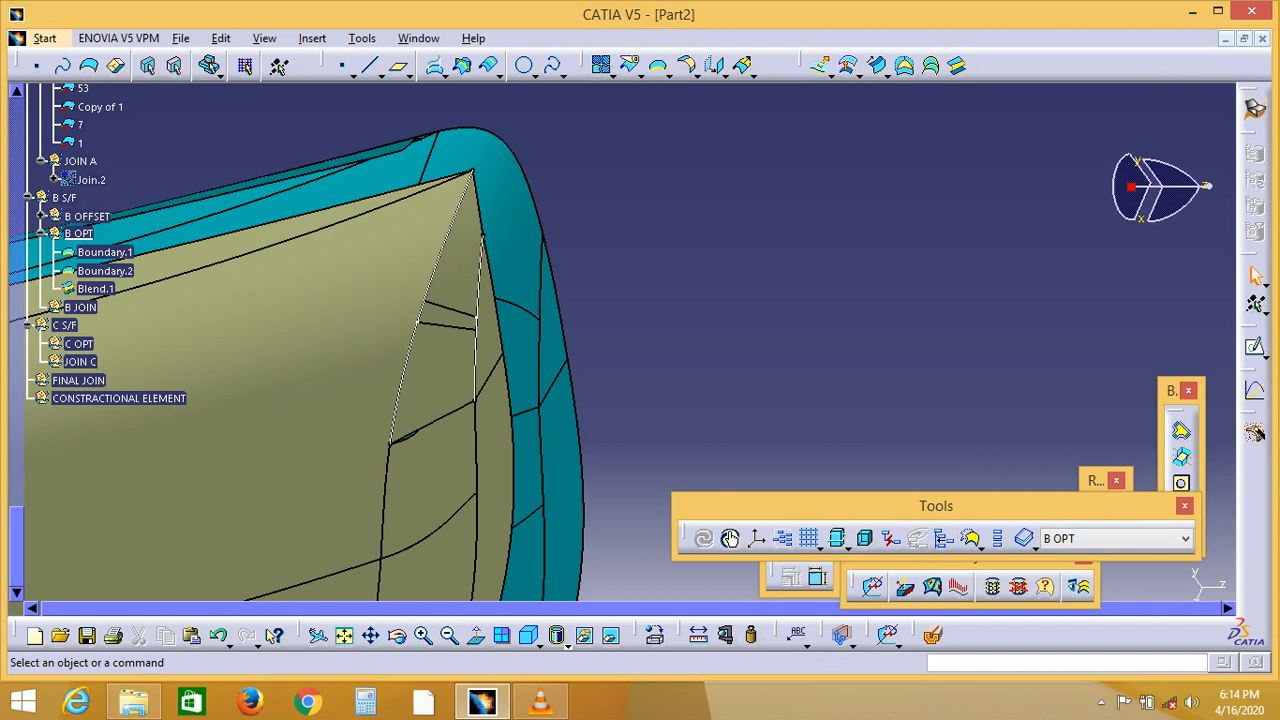 CATIA V5 - [Part2]
Start ENOVIA V5 VPM File Edit View Insert Tools Window Help
53
Copy of 1
7
1
JOIN A
Join.2
B S/F
B OFFSET
B OPT
Boundary.1
Boundary.2
Blend.1
B JOIN
C S/F
C OPT
JOIN C
FINAL JOIN
CONSTRACTIONAL ELEMENT
y
z
x
B.
R...
Tools
B OPT
y
z
ABC
Select an object or a command
6:14 PM
4/16/2020